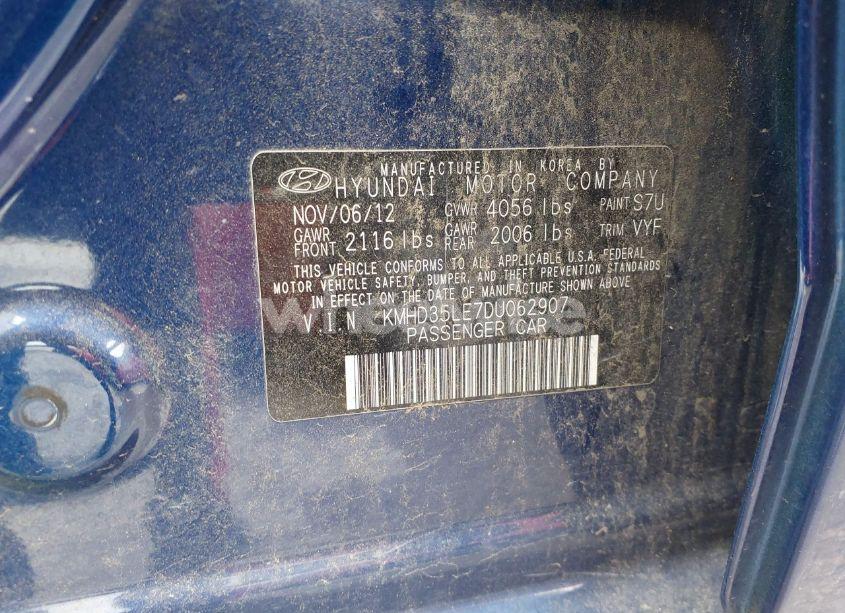 MANUFACTURED IN KOREA BY
HYUNDAI MOTOR COMPANY
NOV/06/12 GVWR 4056 lbs PAINT S7U
GAWR FRONT 2116 lbs GAWR REAR 2006 lbs TRIM VYF
THIS VEHICLE CONFORMS TO ALL APPLICABLE U.S.A. FEDERAL
MOTOR VEHICLE SAFETY, BUMPER, AND THEFT PREVENTION STANDARDS
IN EFFECT ON THE DATE OF MANUFACTURE SHOWN ABOVE.
V I N : KMHD35LE7DU062907
PASSENGER CAR